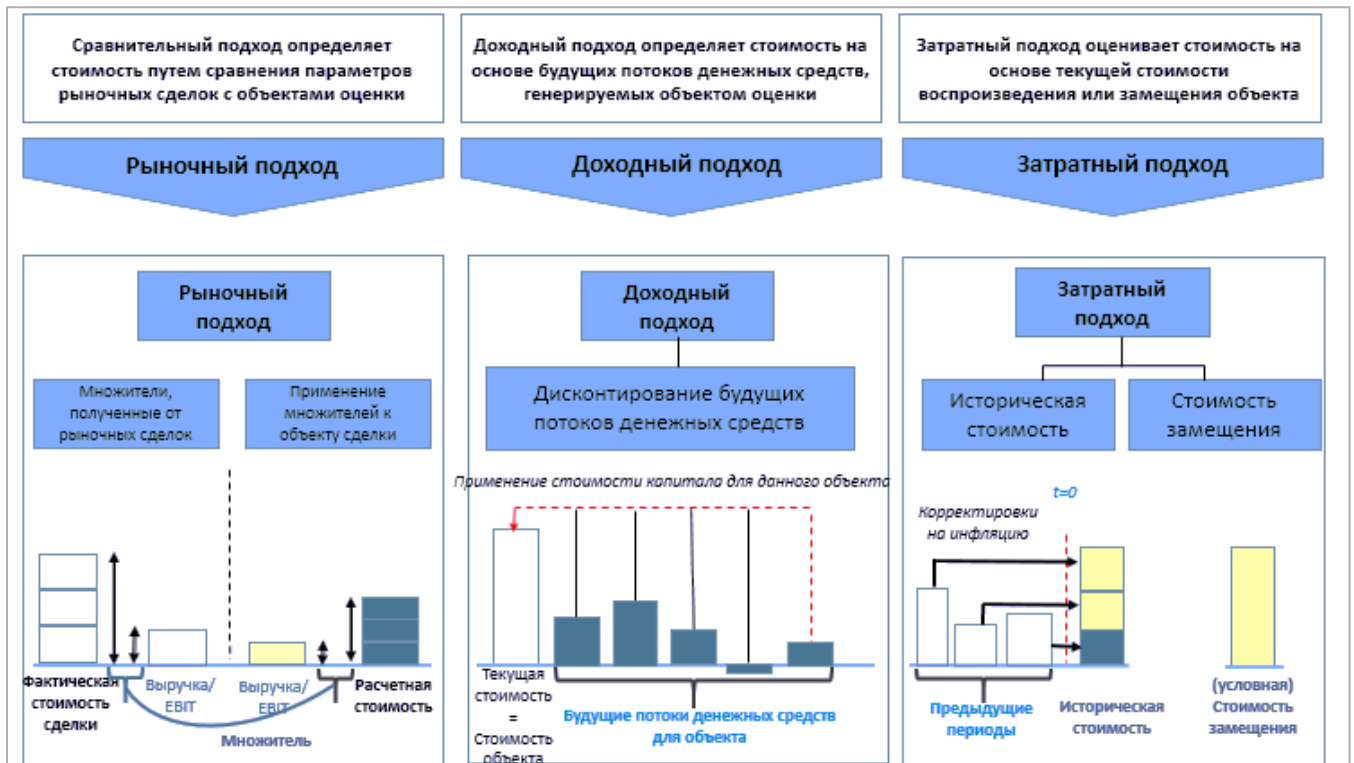 Сравнительный подход определяет
стоимость путем сравнения параметров
рыночных сделок с объектами оценки
Доходный подход определяет стоимость на
основе будущих потоков денежных средств,
генерируемых объектом оценки
Затратный подход оценивает стоимость на
основе текущей стоимости
воспроизведения или замещения объекта
Рыночный подход
Доходный подход
Затратный подход
Рыночный
подход
Множители,
полученные от
рыночных сделок
Применение
множителей к
объекту сделки
Фактическая
стоимость
сделки
Выручка/
EBIT
Выручка/
EBIT
Расчетная
стоимость
Множитель
Доходный
подход
Дисконтирование будущих
потоков денежных средств
Применение стоимости капитала для данного объекта
Текущая
стоимость
=
Стоимость
объекта
Будущие потоки денежных средств
для объекта
Затратный
подход
Историческая
стоимость
Стоимость
замещения
t=0
Корректировки
на инфляцию
Предыдущие
периоды
Историческая
стоимость
(условная)
Стоимость
замещения